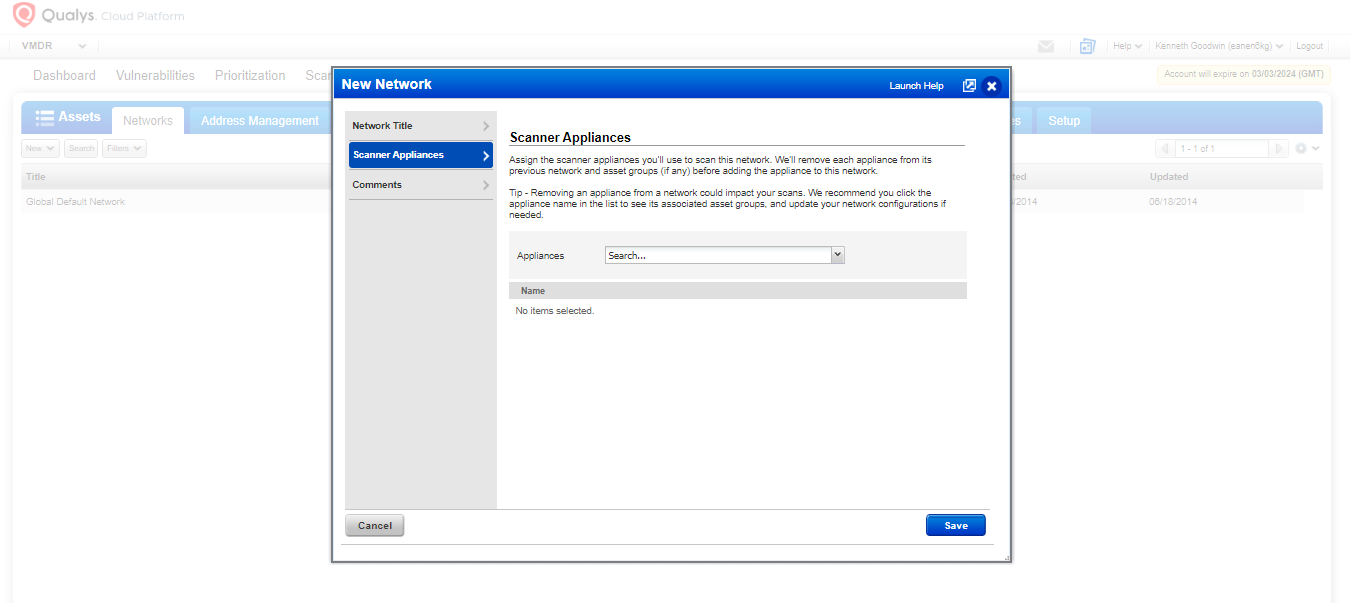 Qualys. Cloud Platform
VMDR
Help
Kenneth Goodwin (eanen6kg)
Logout
Dashboard Vulnerabilities Prioritization
Account will expire on 03/03/2024 (GMT)
Assets Networks Address Management
Setup
New Search Filters
1 - 1 of 1
Title
Updated
Global Default Network
/2014
06/18/2014
New Network
Launch Help
Network Title
Scanner Appliances
Comments
Scanner Appliances
Assign the scanner appliances you'll use to scan this network. We'll remove each appliance from its
previous network and asset groups (if any) before adding the appliance to this network.
Tip - Removing an appliance from a network could impact your scans. We recommend you click the
appliance name in the list to see its associated asset groups, and update your network configurations if
needed.
Appliances Search...
Name
No items selected.
Cancel
Save